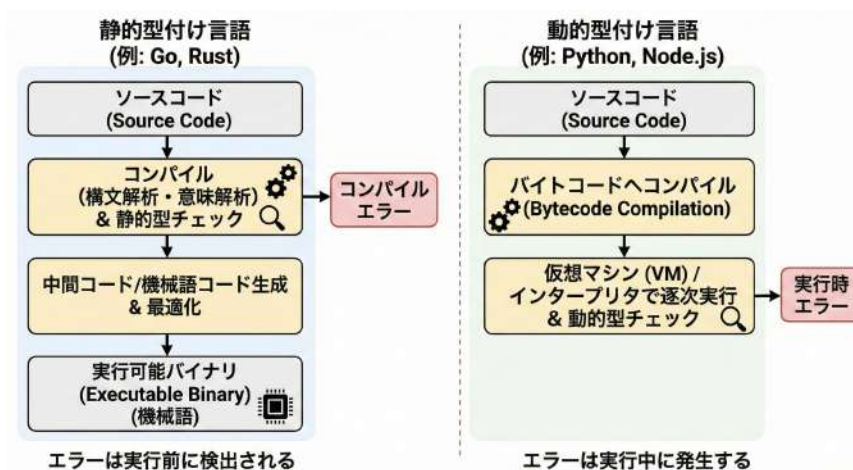 静的型付け言語
(例: Go, Rust)
ソースコード
(Source Code)
コンパイル
(構文解析・意味解析)
& 静的型チェック
コンパイル
エラー
中間コード/機械語コード生成
& 最適化
実行可能バイナリ
(Executable Binary)
(機械語)
エラーは実行前に検出される
動的型付け言語
(例: Python, Node.js)
ソースコード
(Source Code)
バイトコードへコンパイル
(Bytecode Compilation)
仮想マシン (VM) /
インタープリタで逐次実行
& 動的型チェック
実行時
エラー
エラーは実行中に発生する